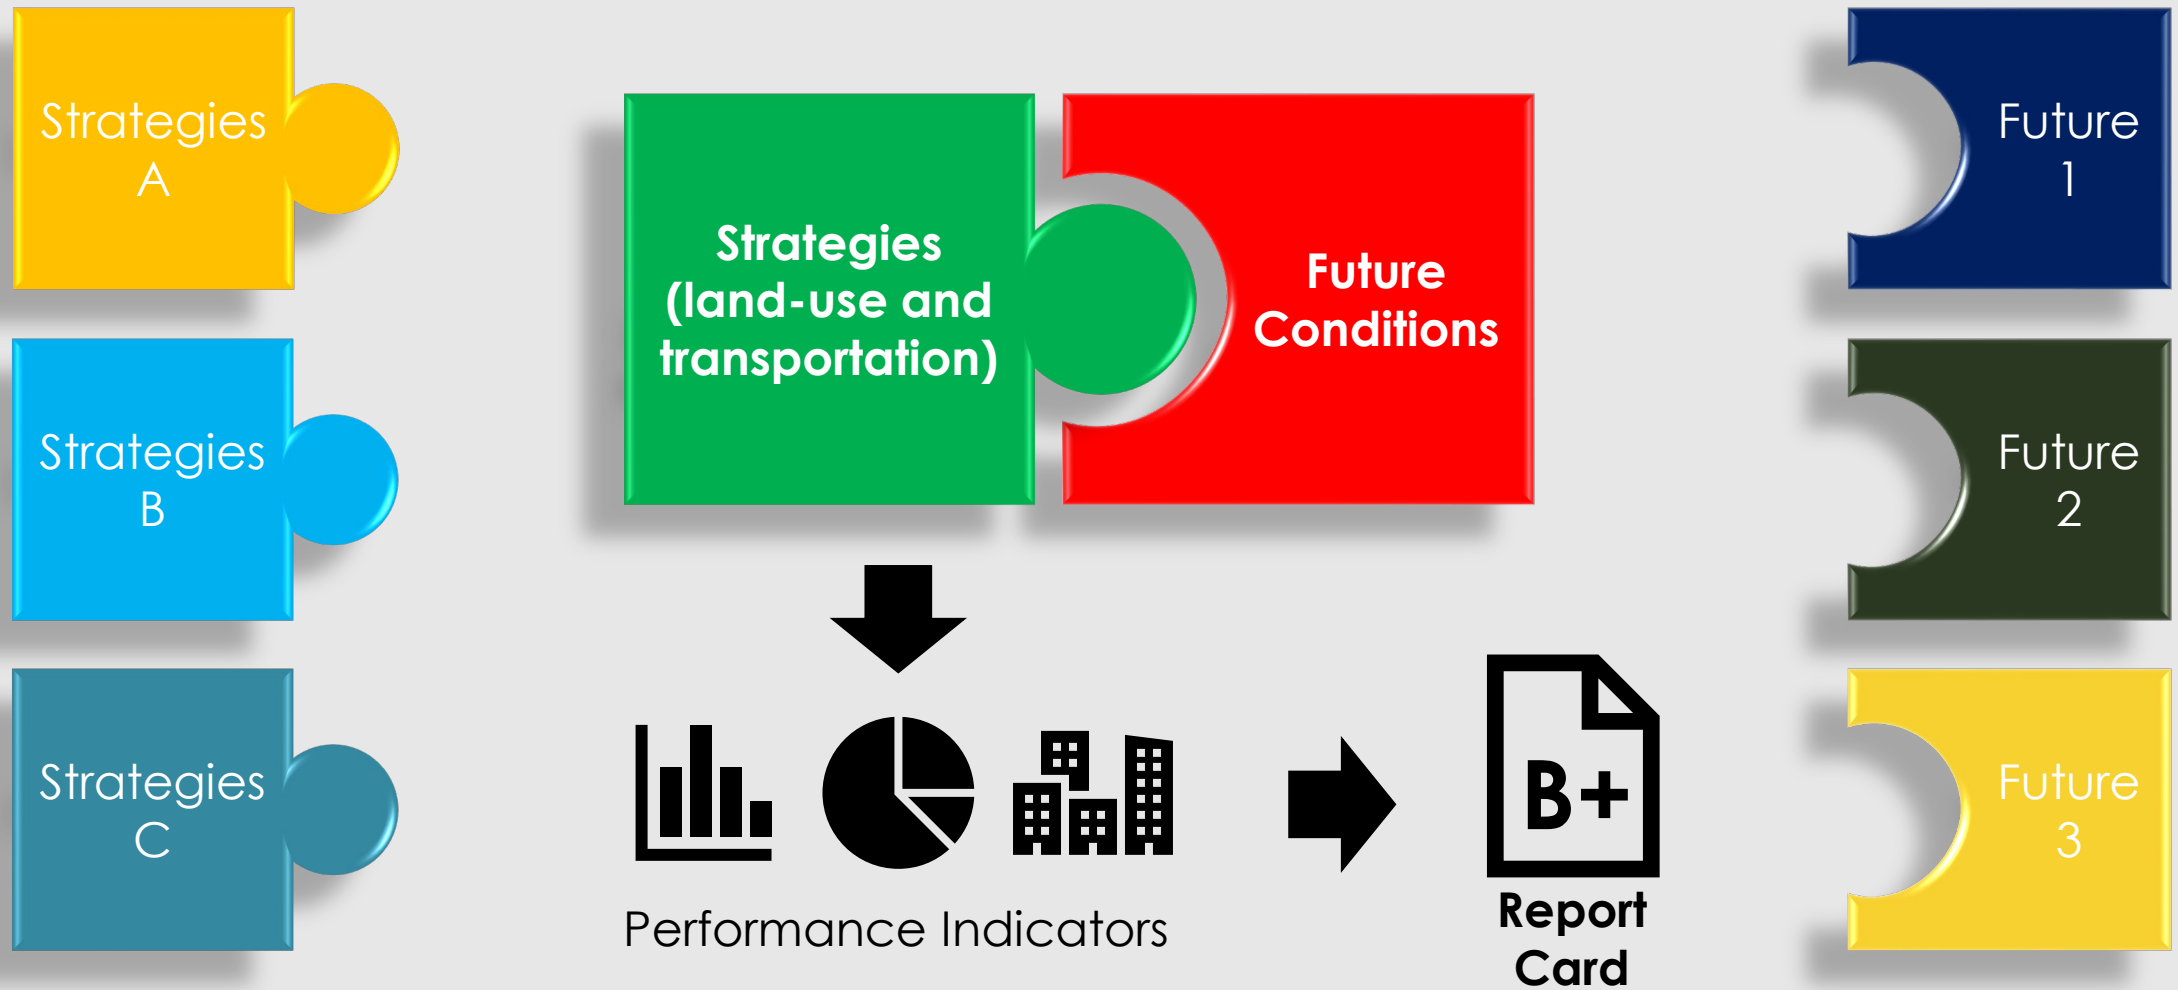 Strategies
A
Strategies
B
Strategies
C
Strategies
(land-use and
transportation)
Future
Conditions
Performance Indicators
B+
Report
Card
Future
1
Future
2
Future
3